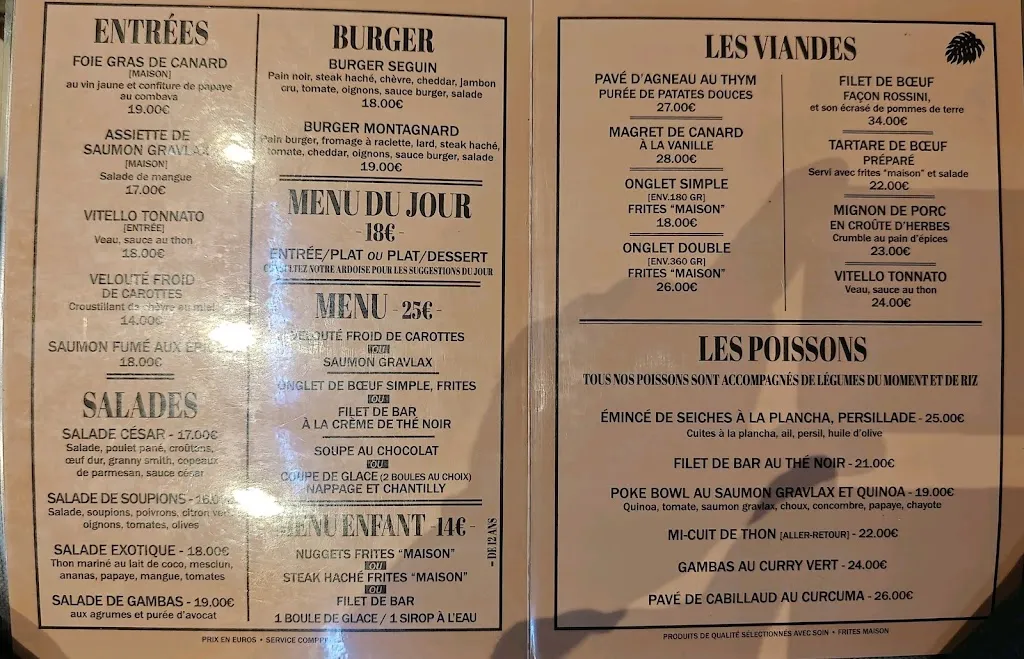 ENTRÉES
FOIE GRAS DE CANARD
[MAISON]
au vin jaune et confiture de papaye
au combava
19.00€
ASSIETTE DE
SAUMON GRAVLAX
[MAISON]
Salade de mangue
17.00€
VITELLO TONNATO
[ENTRÉE]
Veau, sauce au thon
18.00€
VELOUTÉ FROID
DE CAROTTES
Croustillant de chèvre au miel
14.00€
SAUMON FUMÉ AUX
18.00€
SALADES
SALADE CÉSAR - 17.00€
Salade, poulet pané, croûtons,
œuf dur, granny smith, copeaux
de parmesan, sauce césar
SALADE DE SOUPIONS -
Salade, soupions, poivrons, citron vert,
oignons, tomates, olives
SALADE EXOTIQUE - 18.00€
Thon mariné au lait de coco, mesclun,
ananas, papaye, mangue, tomates
SALADE DE GAMBAS - 19.00€
aux agrumes et purée d'avocat
BURGER
BURGER SEGUIN
Pain noir, steak haché, chèvre, cheddar, jambon
cru, tomate, oignons, sauce burger, salade
18.00€
BURGER MONTAGNARD
Pain burger, fromage à raclette, lard, steak haché,
tomate, cheddar, oignons, sauce burger, salade
19.00€
MENU DU JOUR
-18€-
ENTRÉE/PLAT OU PLAT/DESSERT
CONSULTEZ NOTRE ARDOISE POUR LES SUGGESTIONS DU JOUR
MENU - 25€ -
VELOUTÉ FROID DE CAROTTES
OU
SAUMON GRAVLAX
ONGLET DE BŒUF SIMPLE, FRITES
OU
FILET DE BAR
À LA CRÈME DE THÉ NOIR
SOUPE AU CHOCOLAT
OU
COUPE DE GLACE (2 BOULES AU CHOIX)
NAPPAGE ET CHANTILLY
MENU ENFANT -14€ -
- DE 12 ANS
NUGGETS FRITES “MAISON”
OU
STEAK HACHÉ FRITES “MAISON”
OU
FILET DE BAR
1 BOULE DE GLACE / 1 SIROP À L'EAU
PRIX EN EUROS • SERVICE COMPRIS
LES VIANDES
PAVÉ D'AGNEAU AU THYM
PURÉE DE PATATES DOUCES
27.00€
MAGRET DE CANARD
À LA VANILLE
28.00€
ONGLET SIMPLE
[ENV.180 GR]
FRITES “MAISON”
18.00€
ONGLET DOUBLE
[ENV.360 GR]
FRITES “MAISON”
26.00€
FILET DE BŒUF
FAÇON ROSSINI,
et son écrasé de pommes de terre
34.00€
TARTARE DE BŒUF
PRÉPARÉ
Servi avec frites “maison” et salade
22.00€
MIGNON DE PORC
EN CROÛTE D'HERBES
Crumble au pain d'épices
23.00€
VITELLO TONNATO
Veau, sauce au thon
24.00€
LES POISSONS
TOUS NOS POISSONS SONT ACCOMPAGNÉS DE LÉGUMES DU MOMENT ET DE RIZ
ÉMINCÉ DE SEICHES À LA PLANCHA, PERSILLADE - 25.00€
Cuites à la plancha, ail, persil, huile d'olive
FILET DE BAR AU THÉ NOIR - 21.00€
POKE BOWL AU SAUMON GRAVLAX ET QUINOA - 19.00€
Quinoa, tomate, saumon gravlax, choux, concombre, papaye, chayote
MI-CUIT DE THON [ALLER-RETOUR] - 22.00€
GAMBAS AU CURRY VERT - 24.00€
PAVÉ DE CABILLAUD AU CURCUMA - 26.00€
PRODUITS DE QUALITÉ SÉLECTIONNÉS AVEC SOIN • FRITES MAISON